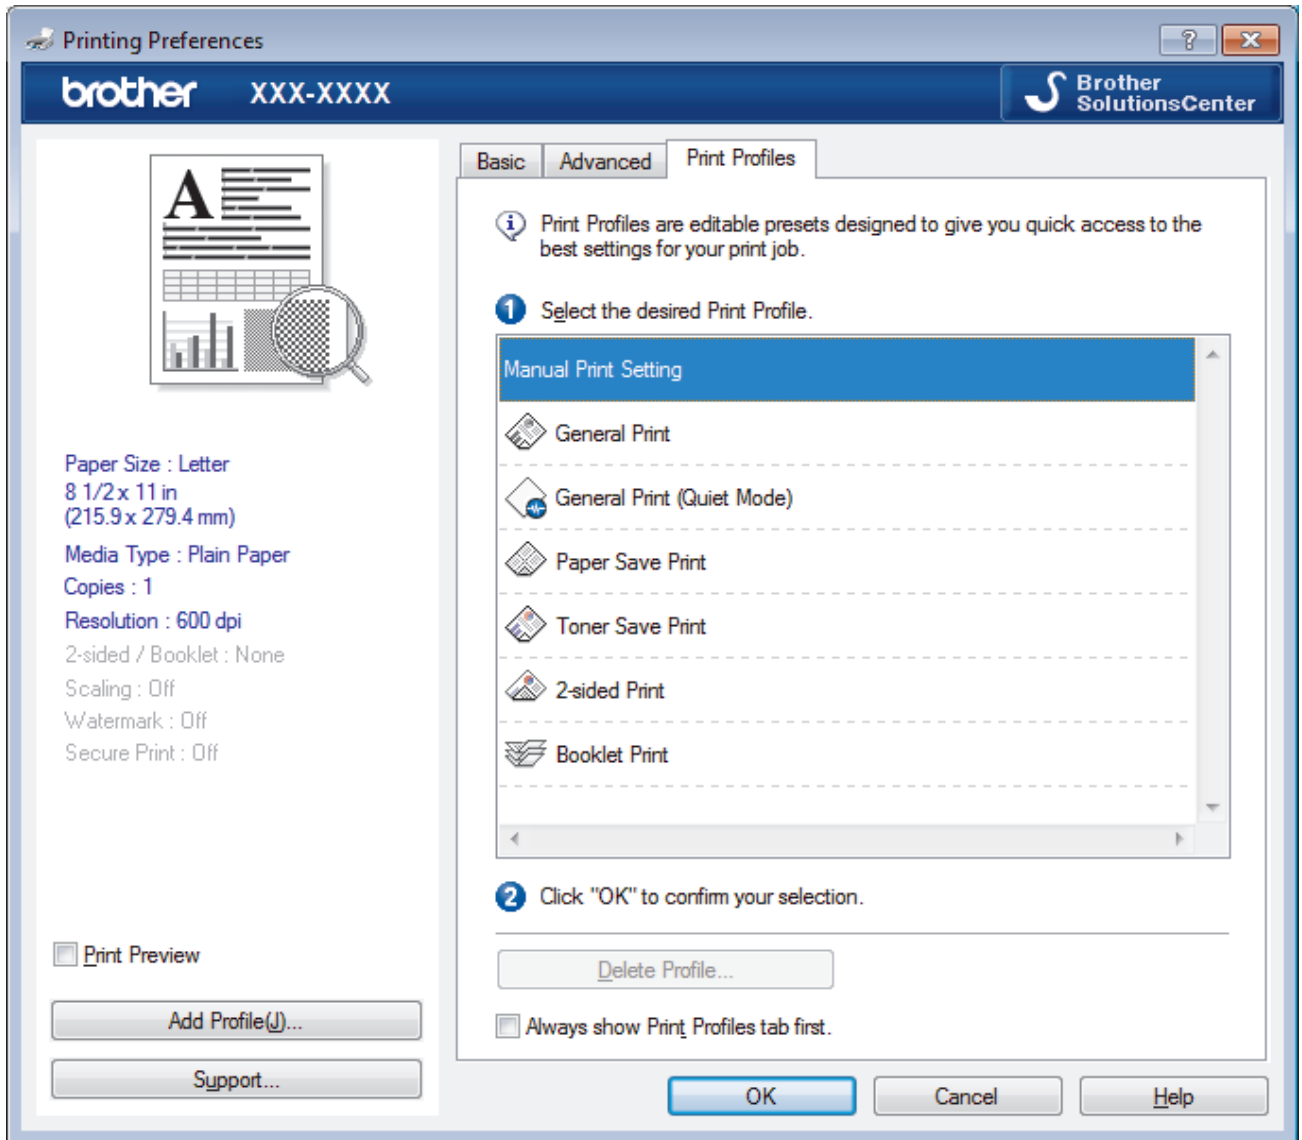 Printing Preferences
brother XXX-XXXX
Brother
SolutionsCenter
A
Paper Size : Letter
8 1/2 x 11 in
(215.9 x 279.4 mm)
Media Type : Plain Paper
Copies : 1
Resolution : 600 dpi
2-sided / Booklet : None
Scaling : Off
Watermark : Off
Secure Print : Off
Print Preview
Add Profile(J)...
Support...
Basic Advanced Print Profiles
Print Profiles are editable presets designed to give you quick access to the
best settings for your print job.
1 Select the desired Print Profile.
Manual Print Setting
General Print
General Print (Quiet Mode)
Paper Save Print
Toner Save Print
2-sided Print
Booklet Print
2 Click "OK" to confirm your selection.
Delete Profile...
Always show Print Profiles tab first.
OK Cancel Help